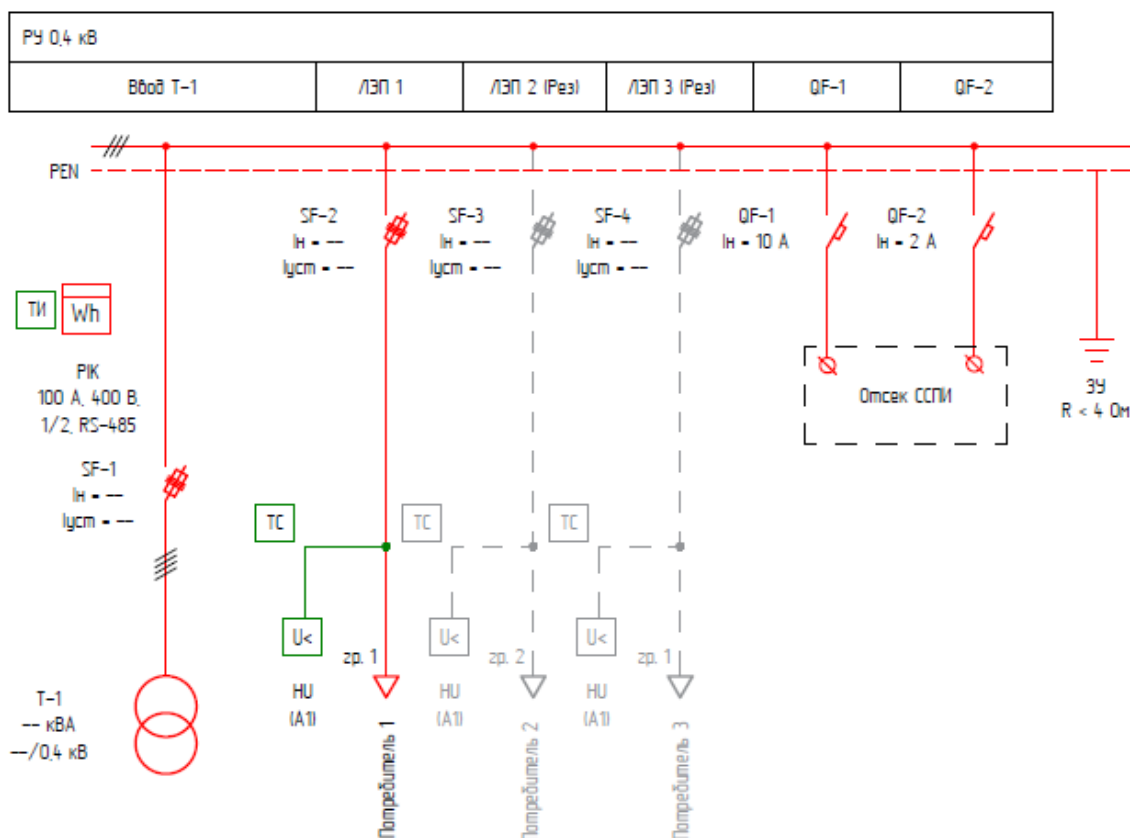 РУ 0,4 кВ
Ввод Т-1
ЛЭП 1
ЛЭП 2 (Рез)
ЛЭП 3 (Рез)
QF-1
QF-2
PEN
SF-2
Iн = --
Iуст = --
SF-3
Iн = --
Iуст = --
SF-4
Iн = --
Iуст = --
QF-1
Iн = 10 А
QF-2
Iн = 2 А
ТИ
Wh
PIK
100 А, 400 В,
1/2, RS-485
Отсек ССПИ
ЗУ
R < 4 Ом
SF-1
Iн = --
Iуст = --
ТС
ТС
ТС
U<
U<
U<
гр. 1
гр. 2
гр. 1
HU
(A1)
HU
(A1)
HU
(A1)
Т-1
-- кВА
--/0,4 кВ
Потребитель 1
Потребитель 2
Потребитель 3